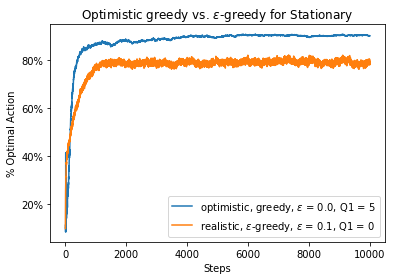 Optimistic greedy vs. ε-greedy for Stationary
% Optimal Action
80%
60%
40%
20%
optimistic, greedy, ε = 0.0, Q1 = 5
realistic, ε-greedy, ε = 0.1, Q1 = 0
0
2000
4000
6000
8000
10000
Steps